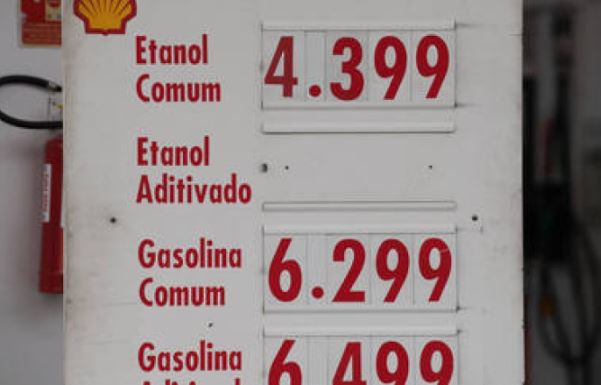 Etanol
Comum 4.399
Etanol
Aditivado
Gasolina
Comum 6.299
Gasolina 6.499